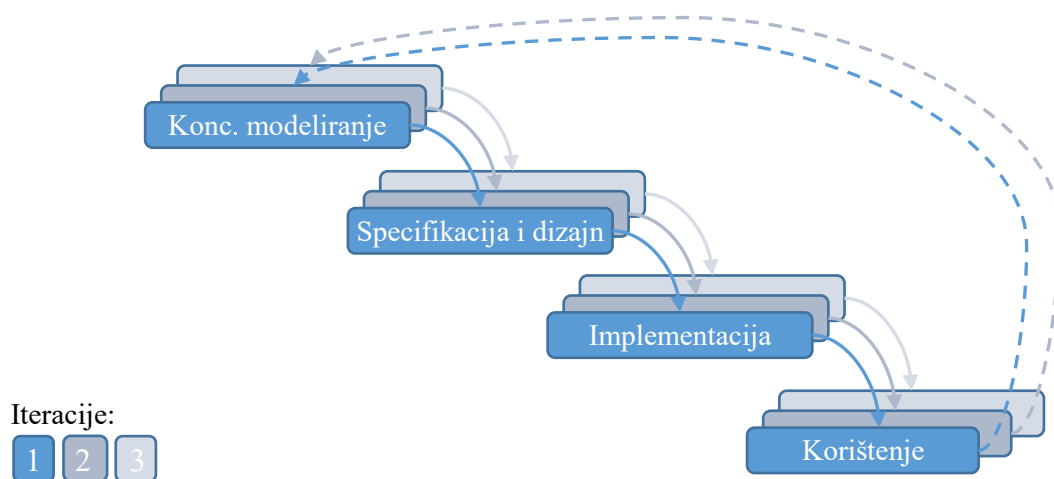 Konc. modeliranje
Specifikacija i dizajn
Implementacija
Korištenje
Iteracije:
1 2 3